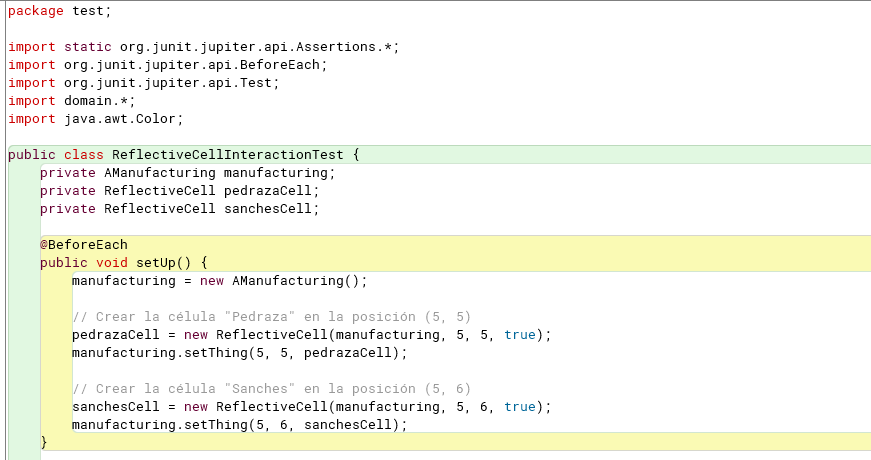 package test;
import static org.junit.jupiter.api.Assertions.*;
import org.junit.jupiter.api.BeforeEach;
import org.junit.jupiter.api.Test;
import domain.*;
import java.awt.Color;
public class ReflectiveCellInteractionTest {
private AManufacturing manufacturing;
private ReflectiveCell pedrazaCell;
private ReflectiveCell sanchesCell;
@BeforeEach
public void setUp() {
manufacturing = new AManufacturing();
// Crear la célula "Pedraza" en la posición (5, 5)
pedrazaCell = new ReflectiveCell(manufacturing, 5, 5, true);
manufacturing.setThing(5, 5, pedrazaCell);
// Crear la célula "Sanches" en la posición (5, 6)
sanchesCell = new ReflectiveCell(manufacturing, 5, 6, true);
manufacturing.setThing(5, 6, sanchesCell);
}